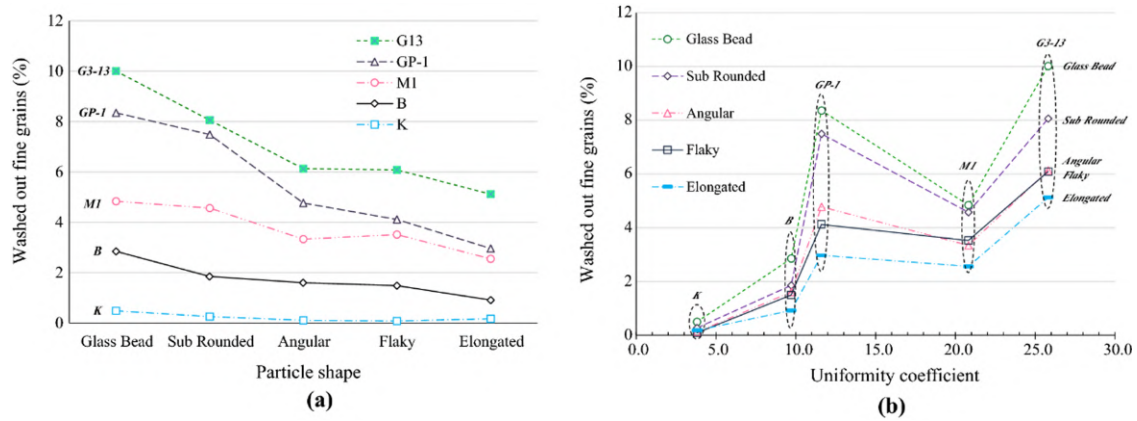 Washed out fine grains (%)
12
10
8
6
4
2
0
G3-13
GP-1
M1
B
K
G13
GP-1
M1
B
K
Glass Bead
Sub Rounded
Angular
Flaky
Elongated
Particle shape
(a)
Washed out fine grains (%)
12
10
8
6
4
2
0
Glass Bead
Sub Rounded
Angular
Flaky
Elongated
K
B
GP-1
M1
G3-13
Glass Bead
Sub Rounded
Angular
Flaky
Elongated
0.0
5.0
10.0
15.0
20.0
25.0
30.0
Uniformity coefficient
(b)